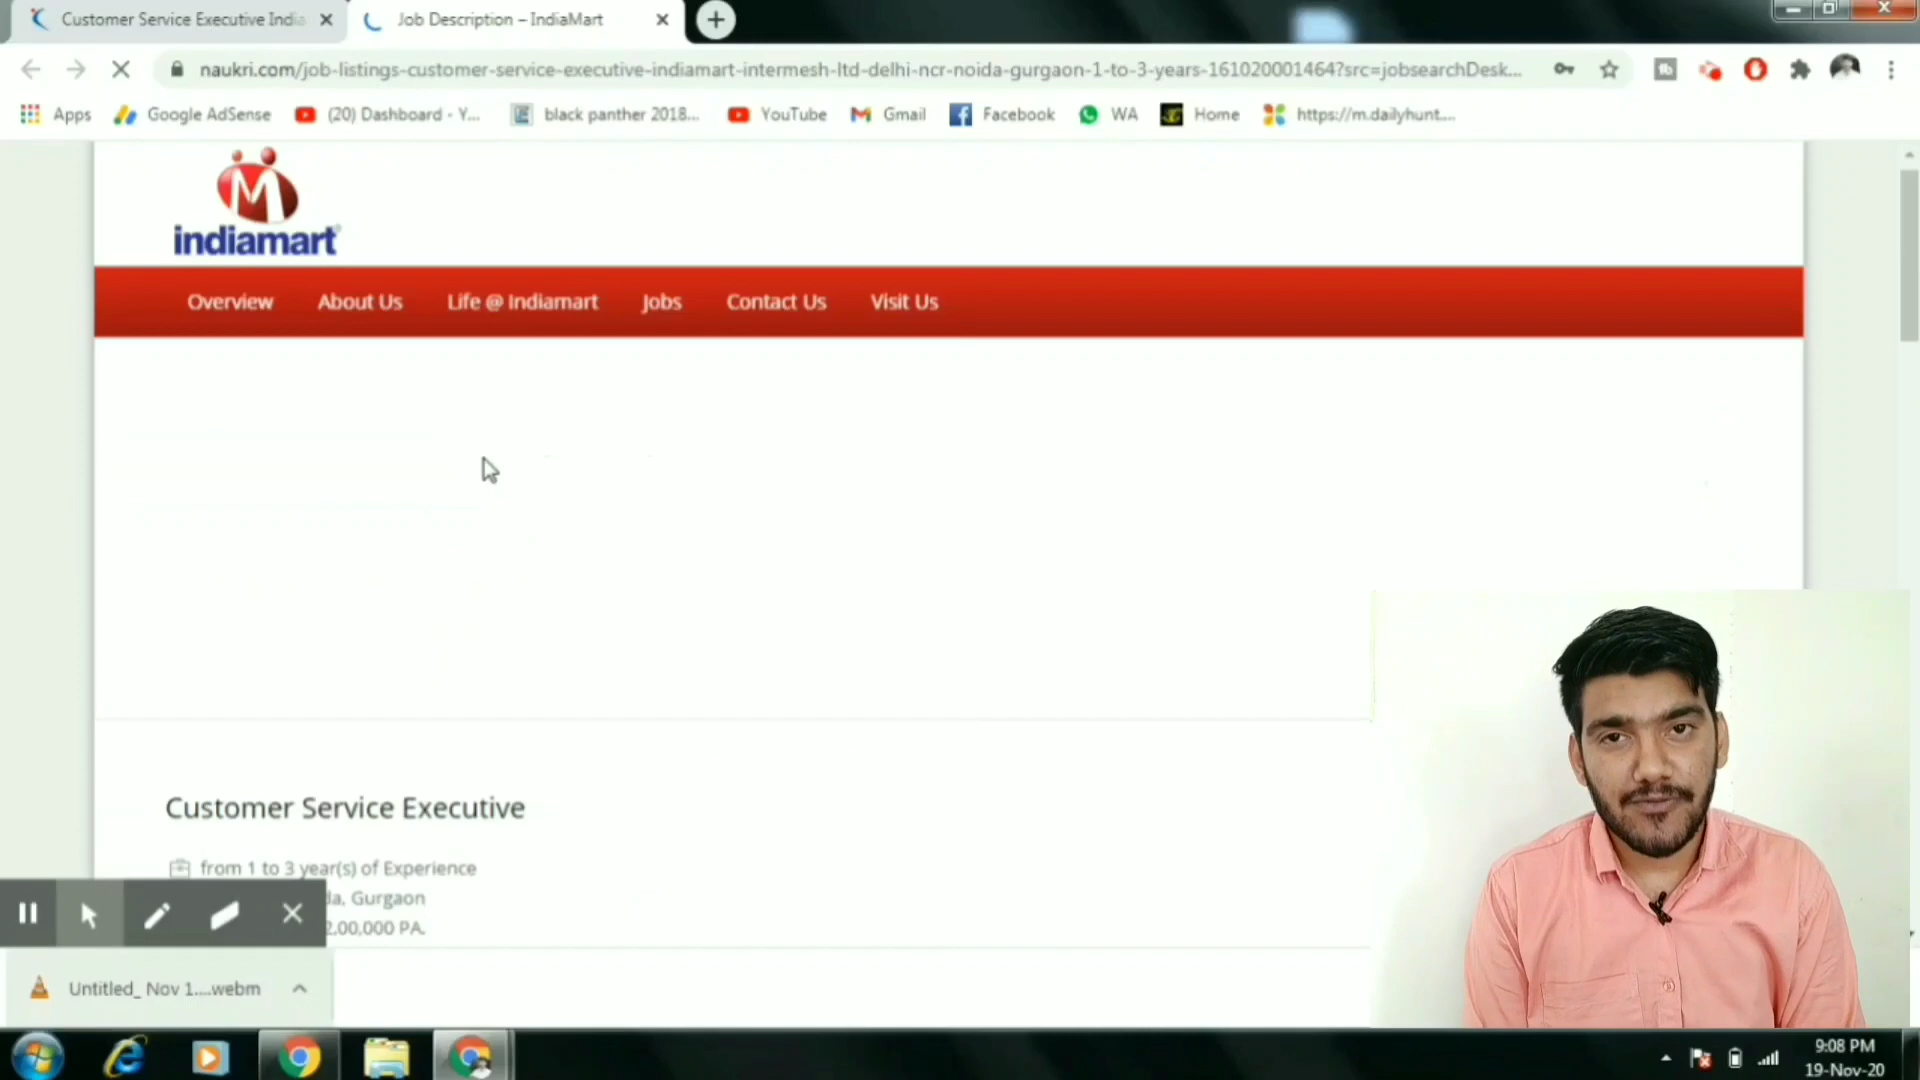 Customer Service Executive India
Job Description – IndiaMart
naukri.com/job-listings-customer-service-executive-indiamart-intermesh-ltd-delhi-ncr-noida-gurgaon-1-to-3-years-161020001464?src=jobsearchDesk...
Apps
Google AdSense
(20) Dashboard - Y...
black panther 2018...
YouTube
Gmail
Facebook
WA
Home
https://m.dailyhunt....
indiamart
Overview
About Us
Life @ Indiamart
Jobs
Contact Us
Visit Us
Customer Service Executive
from 1 to 3 year(s) of Experience
da, Gurgaon
2,00,000 PA.
Untitled_ Nov 1....webm
9:08 PM
19-Nov-20